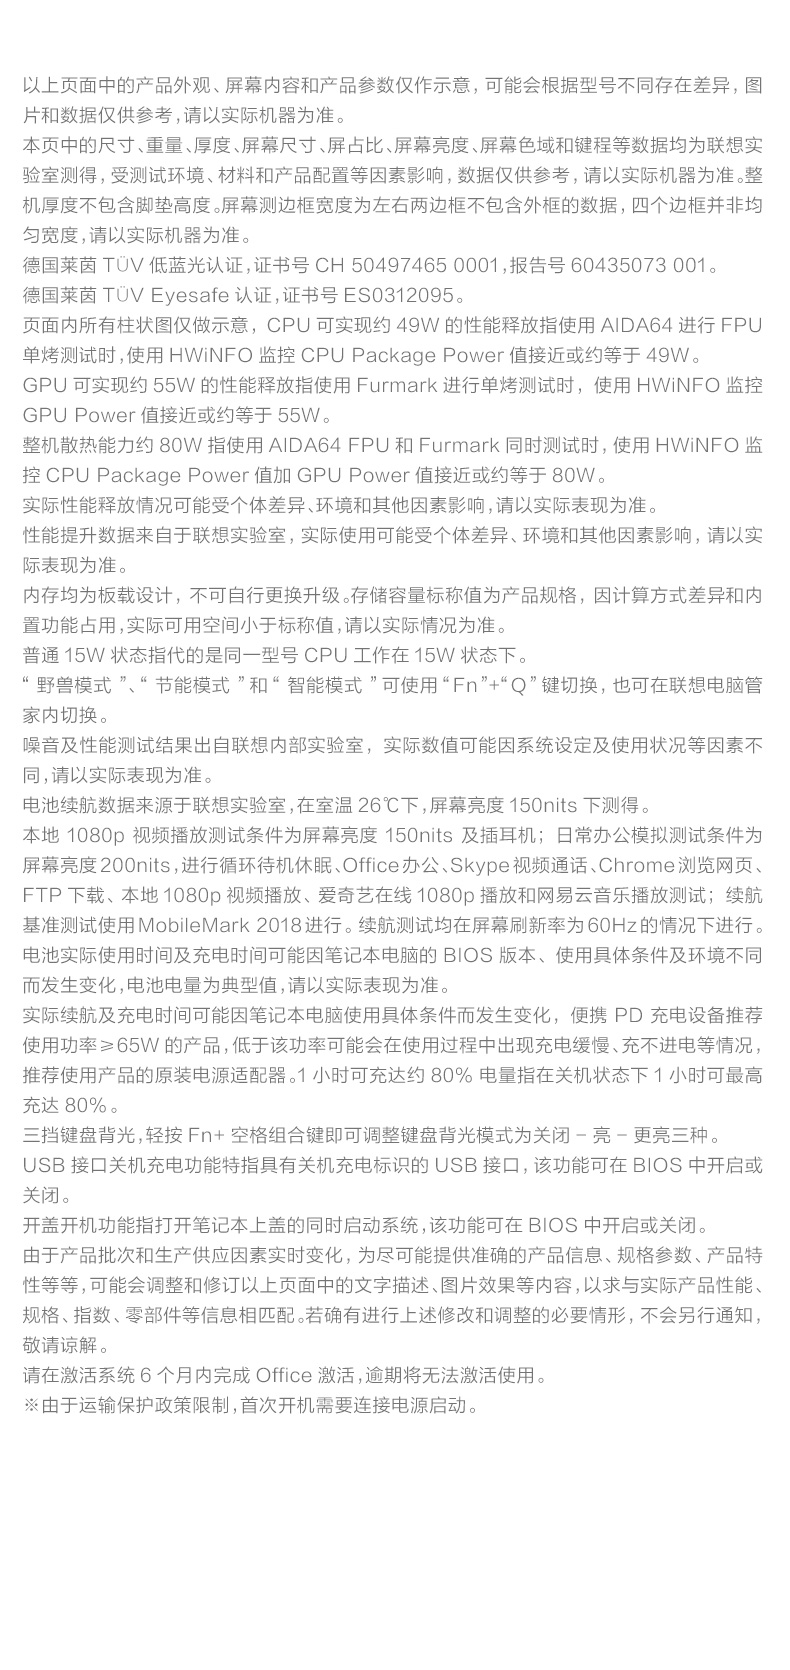 以上页面中的产品外观、屏幕内容和产品参数仅作示意，可能会根据型号不同存在差异，图
片和数据仅供参考，请以实际机器为准。
本页中的尺寸、重量、厚度、屏幕尺寸、屏占比、屏幕亮度、屏幕色域和键程等数据均为联想实
验室测得，受测试环境、材料和产品配置等因素影响，数据仅供参考，请以实际机器为准。整
机厚度不包含脚垫高度。屏幕测边框宽度为左右两边框不包含外框的数据，四个边框并非均
匀宽度，请以实际机器为准。
德国莱茵 TÜV 低蓝光认证，证书号 CH 50497465 0001，报告号 60435073 001。
德国莱茵 TÜV Eyesafe 认证，证书号 ES0312095。
页面内所有柱状图仅做示意，CPU 可实现约 49W 的性能释放指使用 AIDA64 进行 FPU
单烤测试时，使用 HWiNFO 监控 CPU Package Power 值接近或约等于 49W。
GPU 可实现约 55W 的性能释放指使用 Furmark 进行单烤测试时，使用 HWiNFO 监控
GPU Power 值接近或约等于 55W。
整机散热能力约 80W 指使用 AIDA64 FPU 和 Furmark 同时测试时，使用 HWiNFO 监
控 CPU Package Power 值加 GPU Power 值接近或约等于 80W。
实际性能释放情况可能受个体差异、环境和其他因素影响，请以实际表现为准。
性能提升数据来自于联想实验室，实际使用可能受个体差异、环境和其他因素影响，请以实
际表现为准。
内存均为板载设计，不可自行更换升级。存储容量标称值为产品规格，因计算方式差异和内
置功能占用，实际可用空间小于标称值，请以实际情况为准。
普通 15W 状态指代的是同一型号 CPU 工作在 15W 状态下。
“ 野兽模式 ”、“ 节能模式 ” 和 “ 智能模式 ” 可使用 “Fn”+“Q” 键切换，也可在联想电脑管
家内切换。
噪音及性能测试结果出自联想内部实验室，实际数值可能因系统设定及使用状况等因素不
同，请以实际表现为准。
电池续航数据来源于联想实验室，在室温 26℃下，屏幕亮度 150nits 下测得。
本地 1080p 视频播放测试条件为屏幕亮度 150nits 及插耳机；日常办公模拟测试条件为
屏幕亮度 200nits，进行循环待机休眠、Office 办公、Skype 视频通话、Chrome 浏览网页、
FTP 下载、本地 1080p 视频播放、爱奇艺在线 1080p 播放和网易云音乐播放测试；续航
基准测试使用 MobileMark 2018 进行。续航测试均在屏幕刷新率为 60Hz 的情况下进行。
电池实际使用时间及充电时间可能因笔记本电脑的 BIOS 版本、使用具体条件及环境不同
而发生变化，电池电量为典型值，请以实际表现为准。
实际续航及充电时间可能因笔记本电脑使用具体条件而发生变化，便携 PD 充电设备推荐
使用功率≥65W 的产品，低于该功率可能会在使用过程中出现充电缓慢、充不进电等情况，
推荐使用产品的原装电源适配器。1 小时可充达约 80% 电量指在关机状态下 1 小时可最高
充达 80%。
三挡键盘背光，轻按 Fn+ 空格组合键即可调整键盘背光模式为关闭 – 亮 – 更亮三种。
USB 接口关机充电功能特指具有关机充电标识的 USB 接口，该功能可在 BIOS 中开启或
关闭。
开盖开机功能指打开笔记本上盖的同时启动系统，该功能可在 BIOS 中开启或关闭。
由于产品批次和生产供应因素实时变化，为尽可能提供准确的产品信息、规格参数、产品特
性等等，可能会调整和修订以上页面中的文字描述、图片效果等内容，以求与实际产品性能、
规格、指数、零部件等信息相匹配。若确有进行上述修改和调整的必要情形，不会另行通知，
敬请谅解。
请在激活系统 6 个月内完成 Office 激活，逾期将无法激活使用。
※由于运输保护政策限制，首次开机需要连接电源启动。